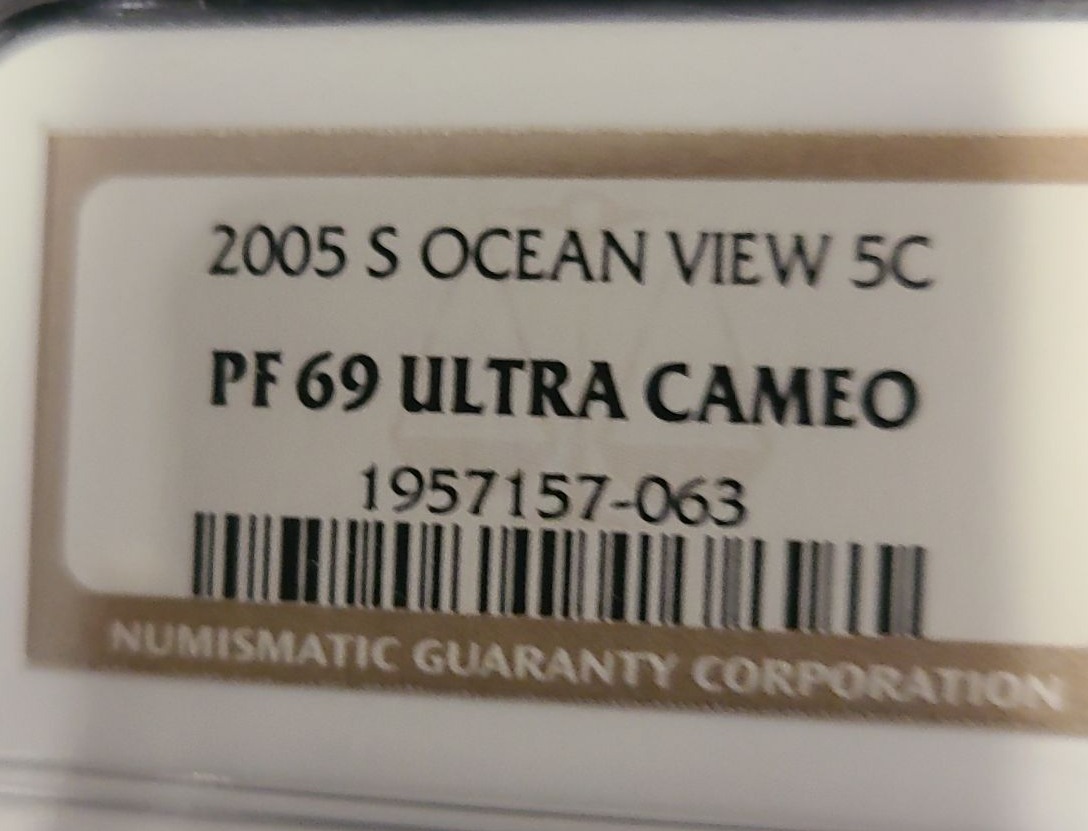 2005 S OCEAN VIEW 5C
PF 69 ULTRA CAMEO
1957157-063
NUMISMATIC GUARANTY CORPORATION